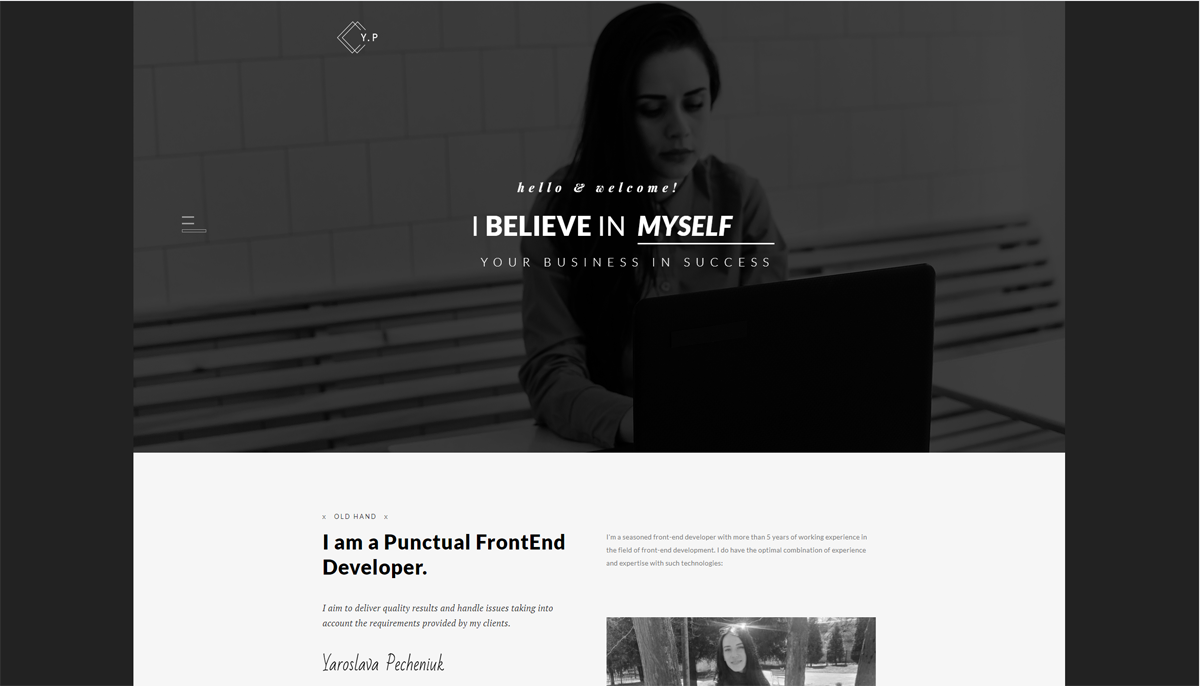 Y.P
hello & welcome!
I BELIEVE IN MYSELF
YOUR BUSINESS IN SUCCESS
x OLD HAND x
I am a Punctual FrontEnd
Developer.
I aim to deliver quality results and handle issues taking into
account the requirements provided by my clients.
Yaroslava Pecheniuk
I'm a seasoned front-end developer with more than 5 years of working experience in
the field of front-end development. I do have the optimal combination of experience
and expertise with such technologies: